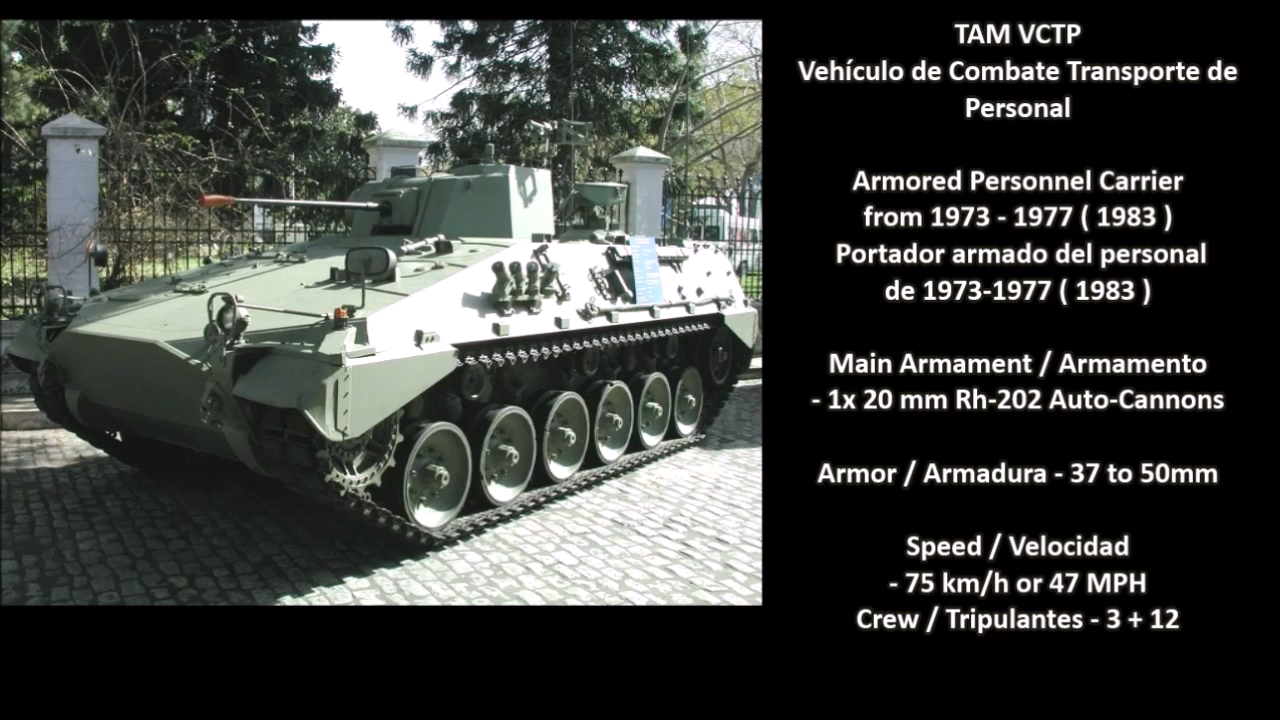 TAM VCTP
Vehículo de Combate Transporte de
Personal
Armored Personnel Carrier
from 1973 - 1977 ( 1983 )
Portador armado del personal
de 1973-1977 ( 1983 )
Main Armament / Armamento
- 1x 20 mm Rh-202 Auto-Cannons
Armor / Armadura - 37 to 50mm
Speed / Velocidad
- 75 km/h or 47 MPH
Crew / Tripulantes - 3 + 12